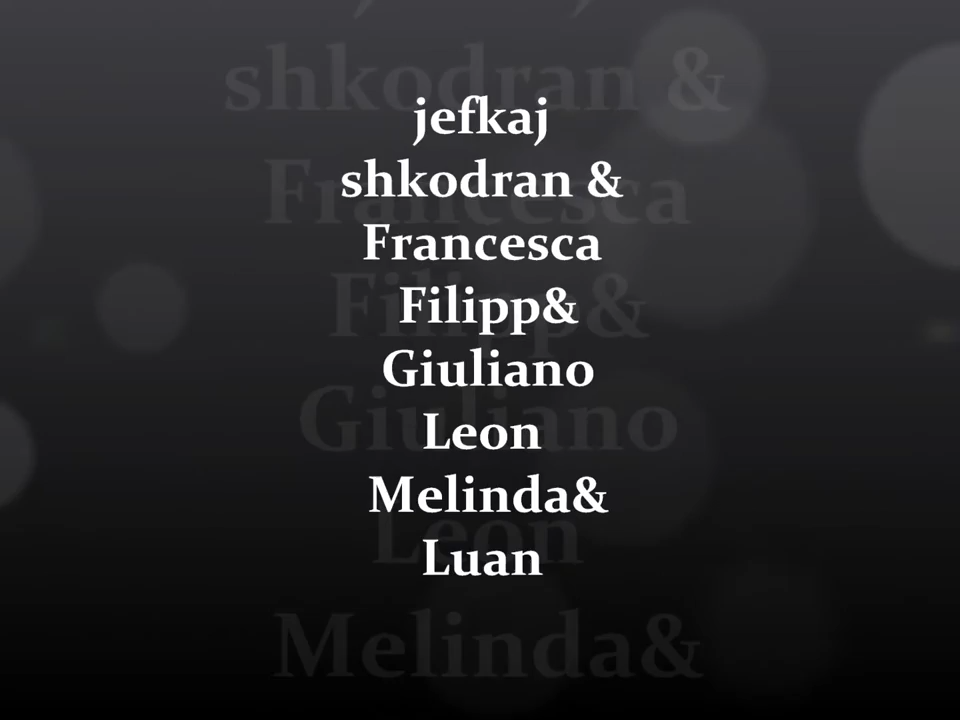 jefkaj
shkodran &
Francesca
Filipp&
Giuliano
Leon
Melinda&
Luan